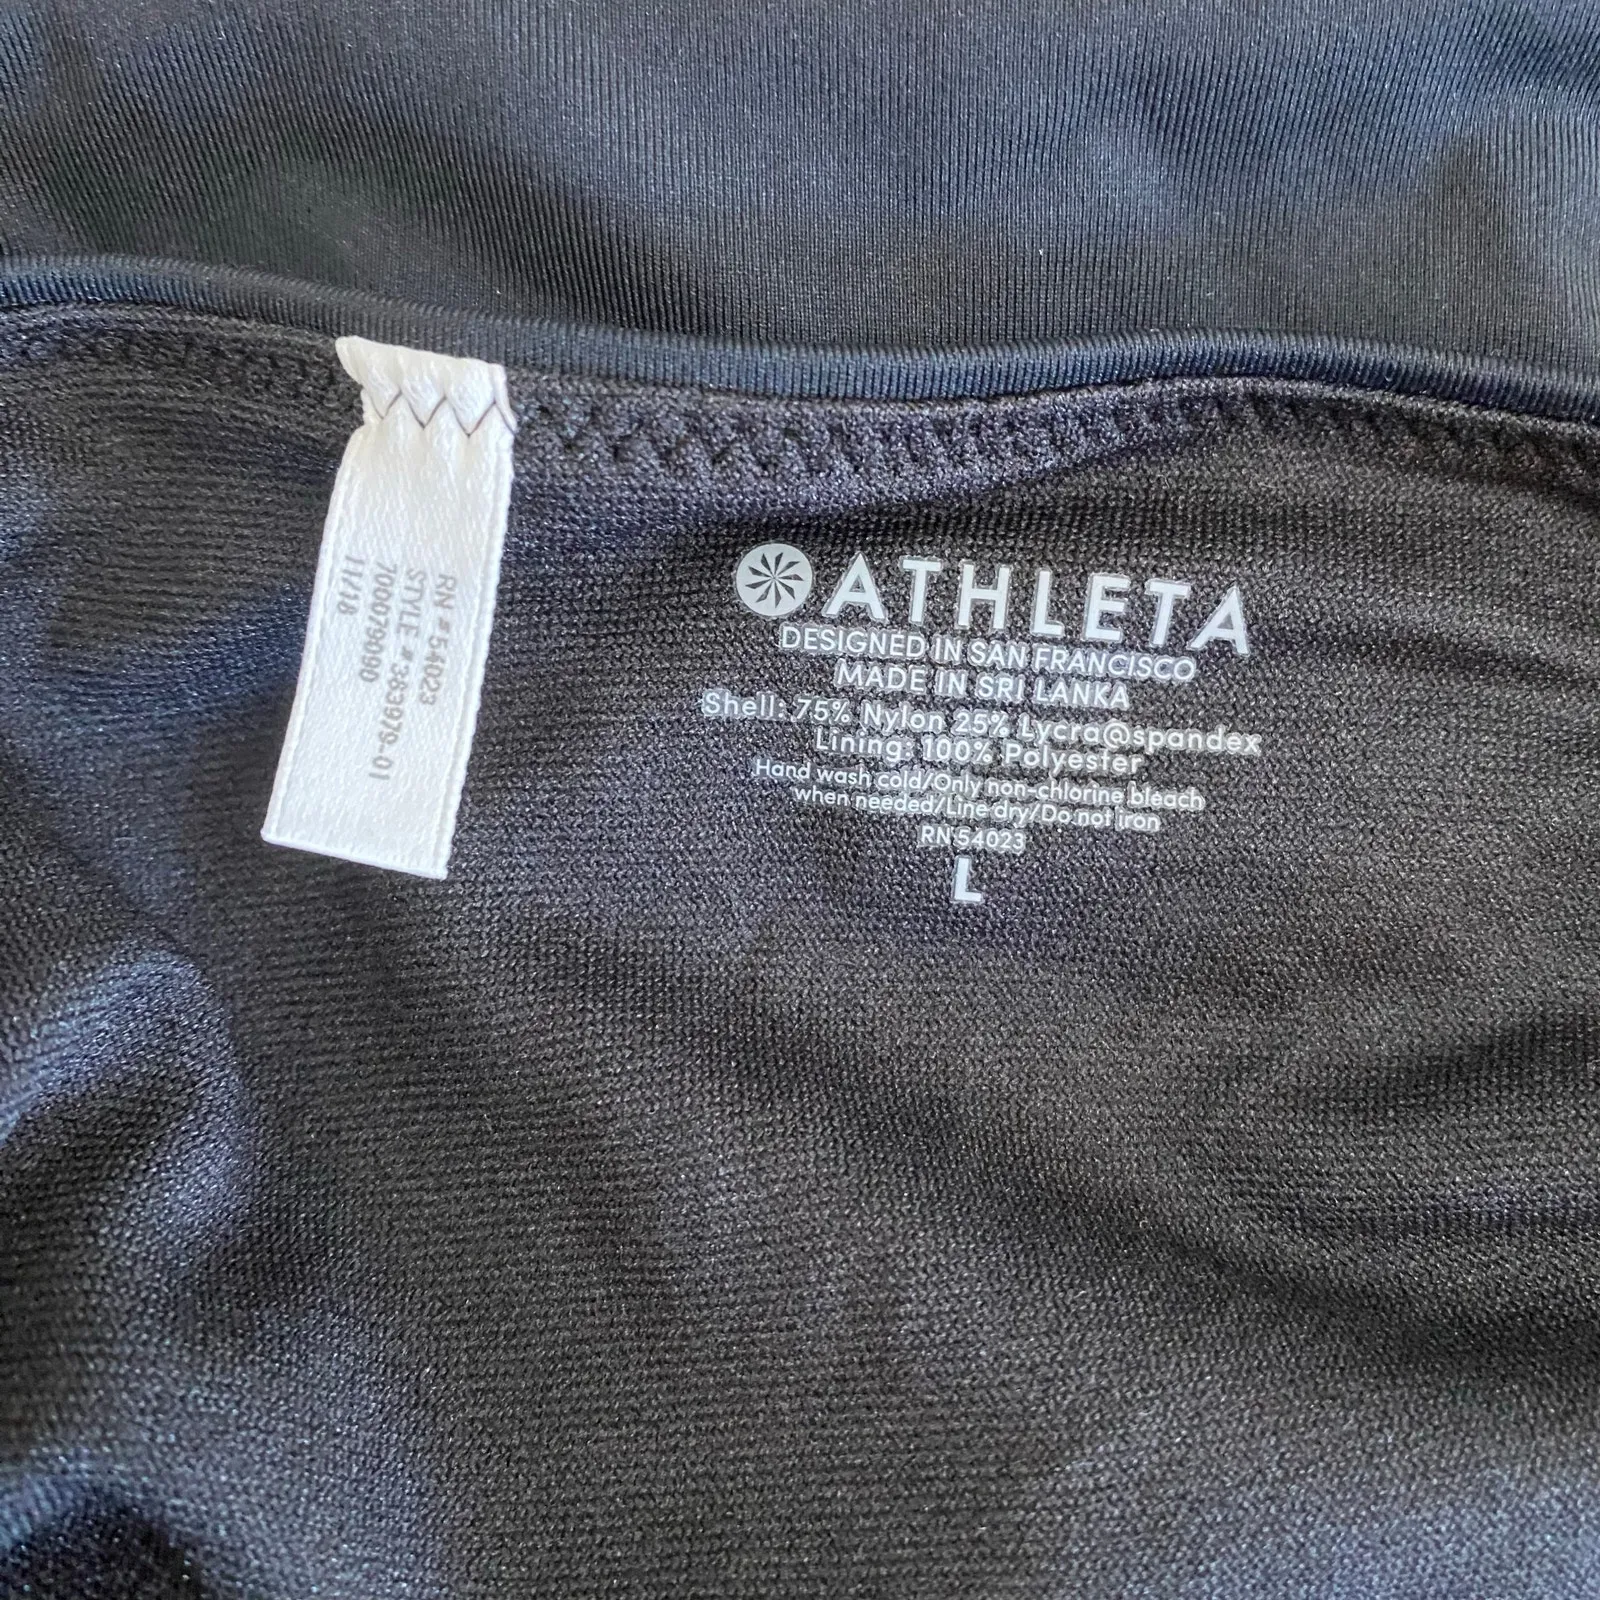 RN # 54023
STYLE # 363979-01
700079090
11/18
ATHLETA
DESIGNED IN SAN FRANCISCO
MADE IN SRI LANKA
Shell: 75% Nylon 25% Lycra@spandex
Lining: 100% Polyester
Hand wash cold/Only non-chlorine bleach
when needed/Line dry/Do not iron
RN 54023
L